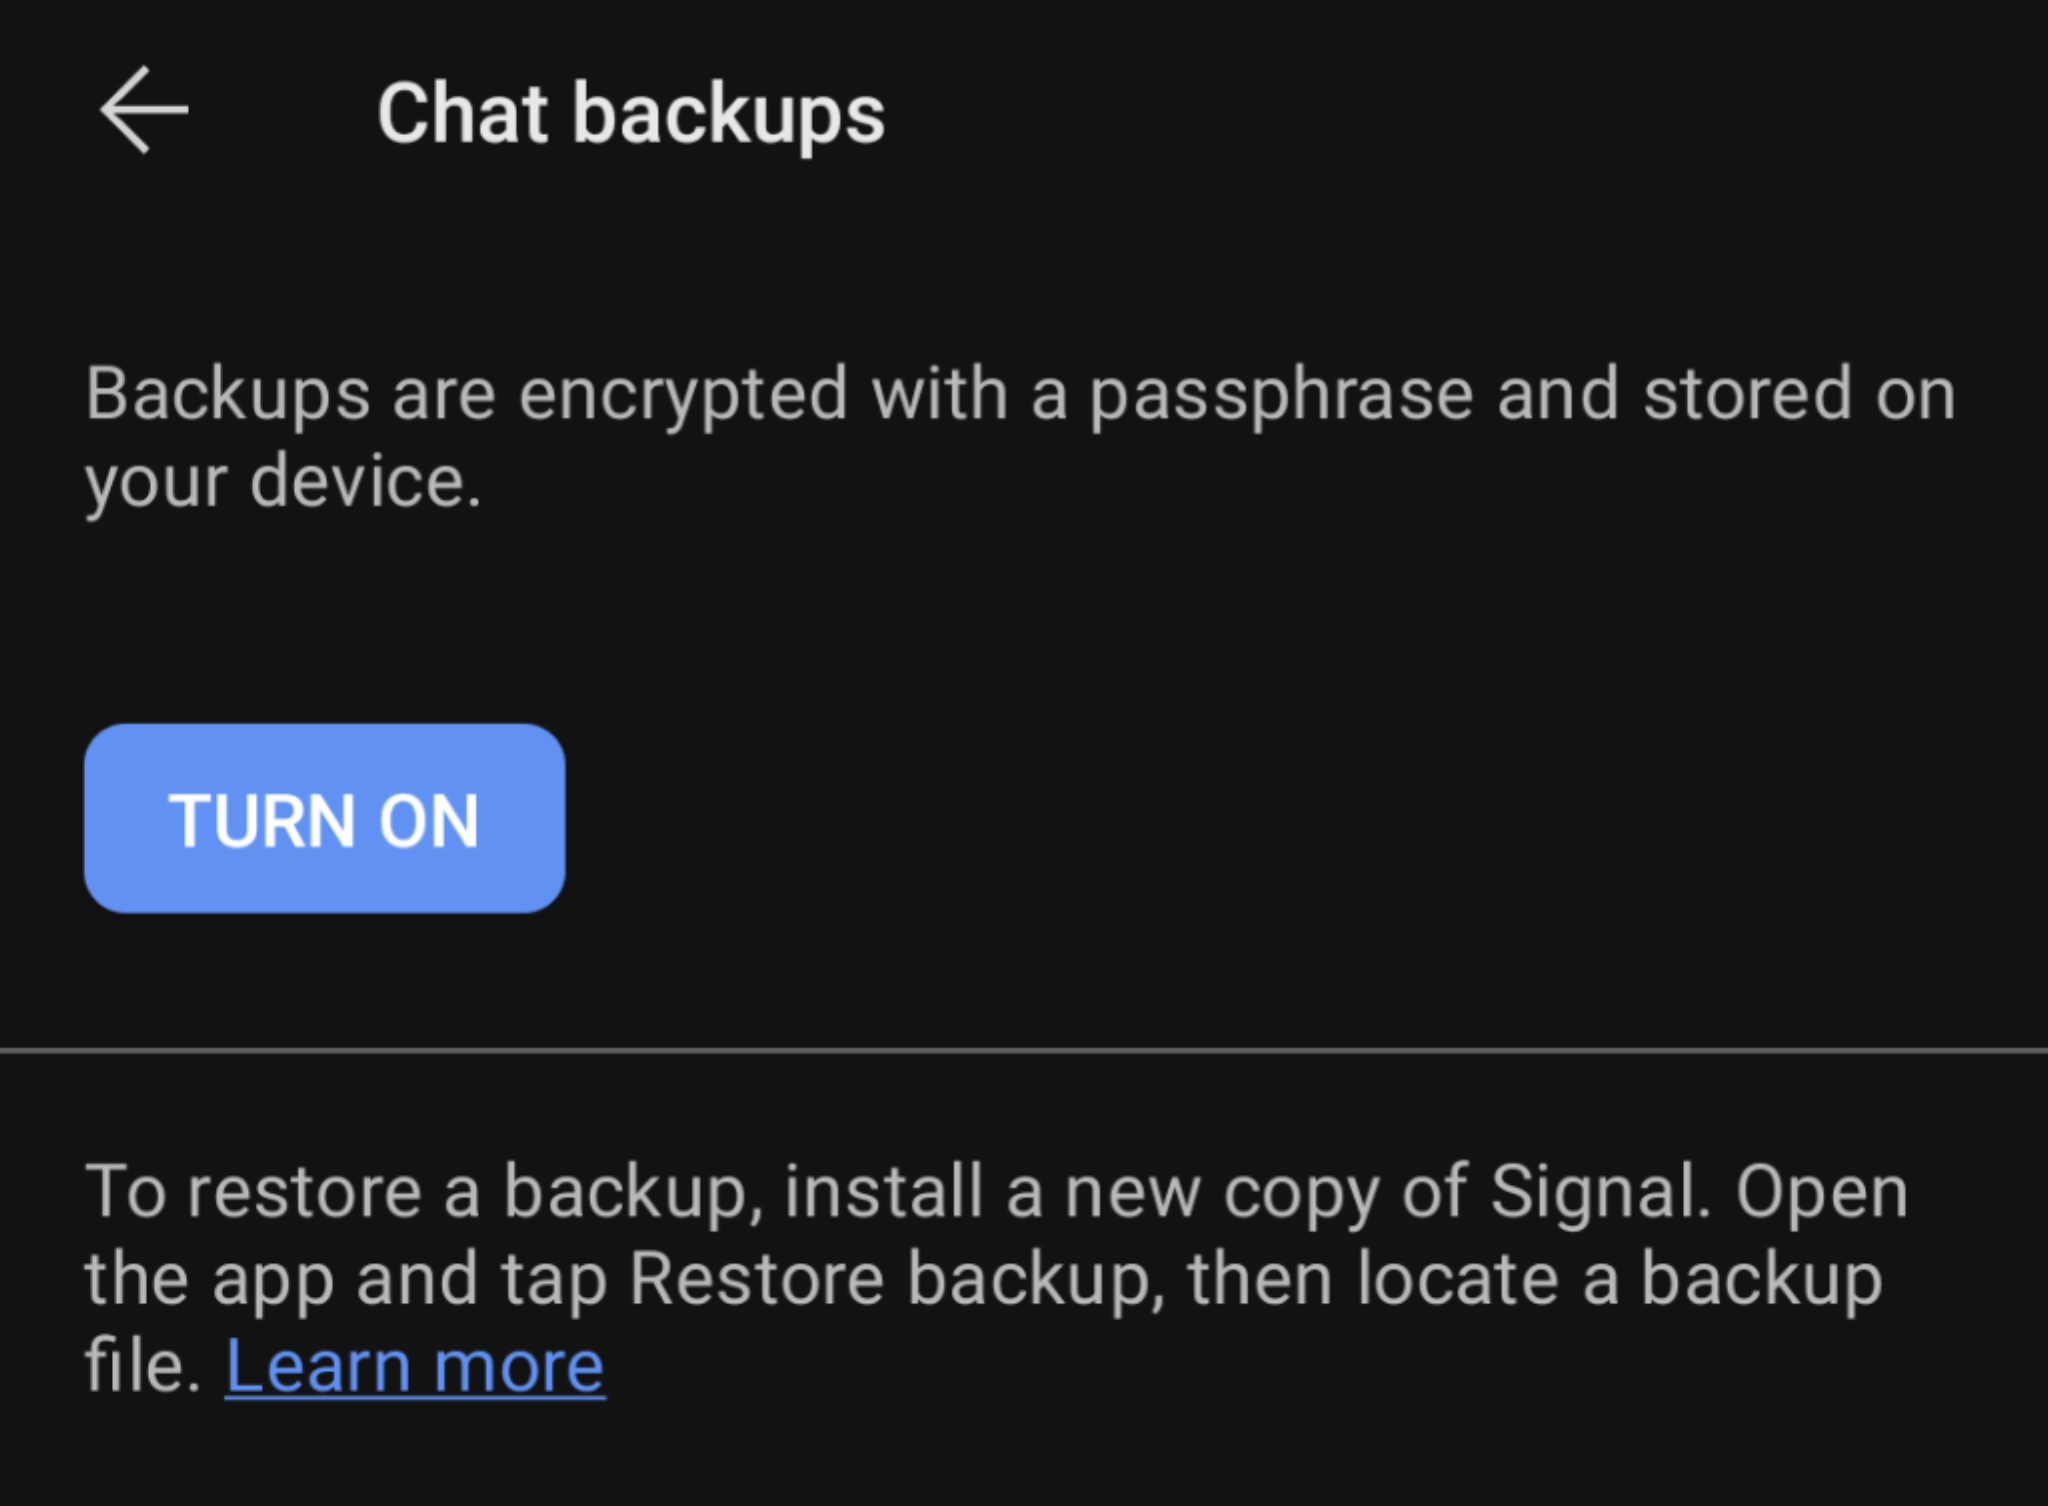 Chat backups
Backups are encrypted with a passphrase and stored on
your device.
TURN ON
To restore a backup, install a new copy of Signal. Open
the app and tap Restore backup, then locate a backup
file. Learn more